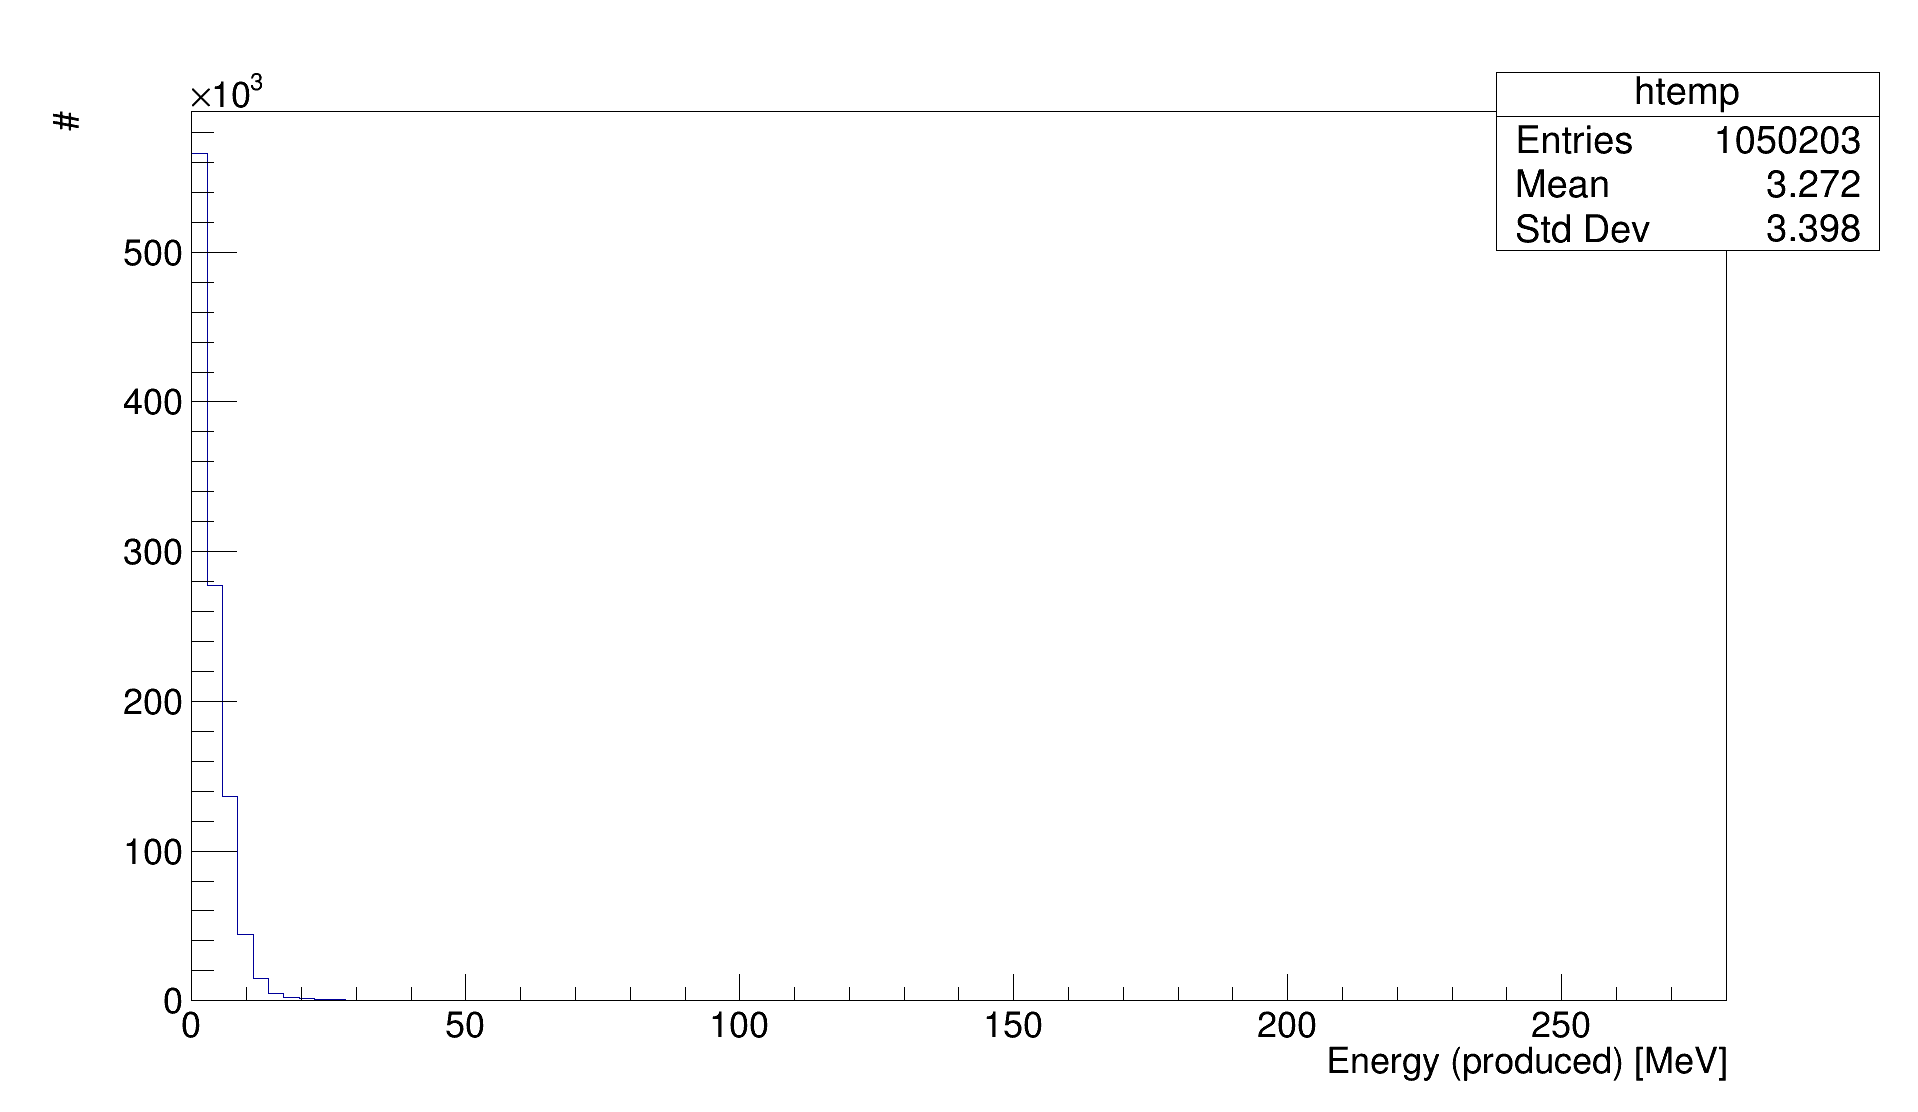 ×10³
#
htemp
Entries 1050203
Mean 3.272
Std Dev 3.398
500
400
300
200
100
0
0 50 100 150 200 250
Energy (produced) [MeV]